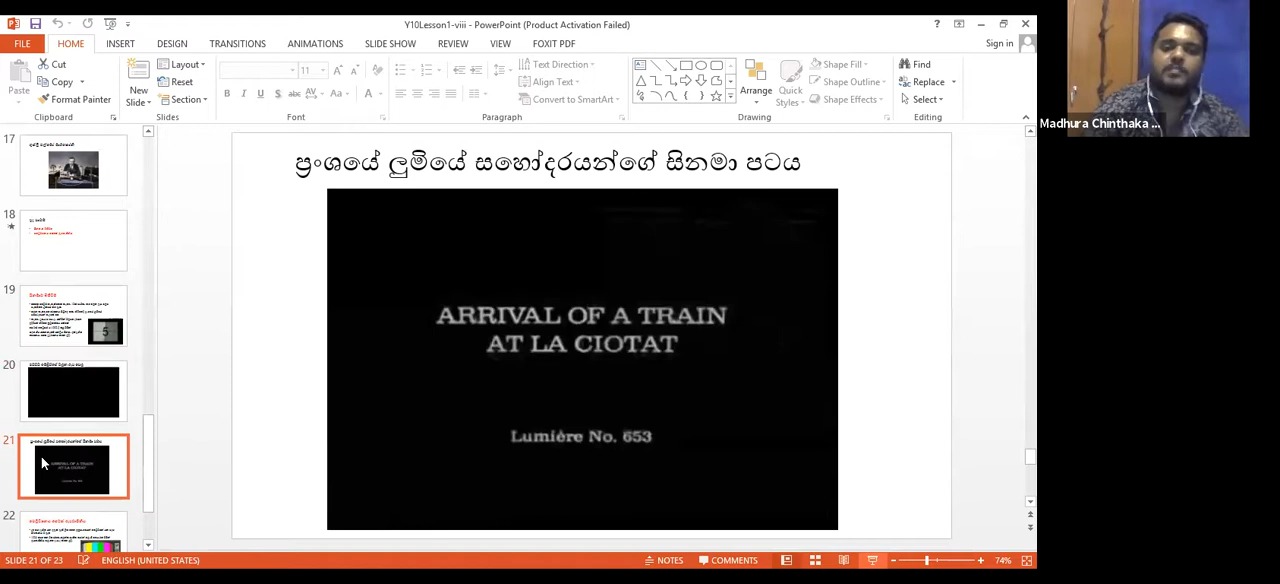 Y10Lesson1-viii - PowerPoint (Product Activation Failed)
FILE HOME INSERT DESIGN TRANSITIONS ANIMATIONS SLIDE SHOW REVIEW VIEW FOXIT PDF Sign in
Cut Layout Text Direction Shape Fill Find
Copy Reset Align Text Shape Outline Replace
Paste Format Painter New Slide Section Convert to SmartArt Arrange Quick Styles Shape Effects Select
11
Clipboard Slides Font Paragraph Drawing Editing
Madhura Chinthaka ...
17
18
19
5
20
21
22
ප්‍රංශයේ ලුමියේ සහෝදරයන්ගේ සිනමා පටය
ARRIVAL OF A TRAIN
AT LA CIOTAT
Lumière No. 653
SLIDE 21 OF 23 ENGLISH (UNITED STATES) NOTES COMMENTS 74%